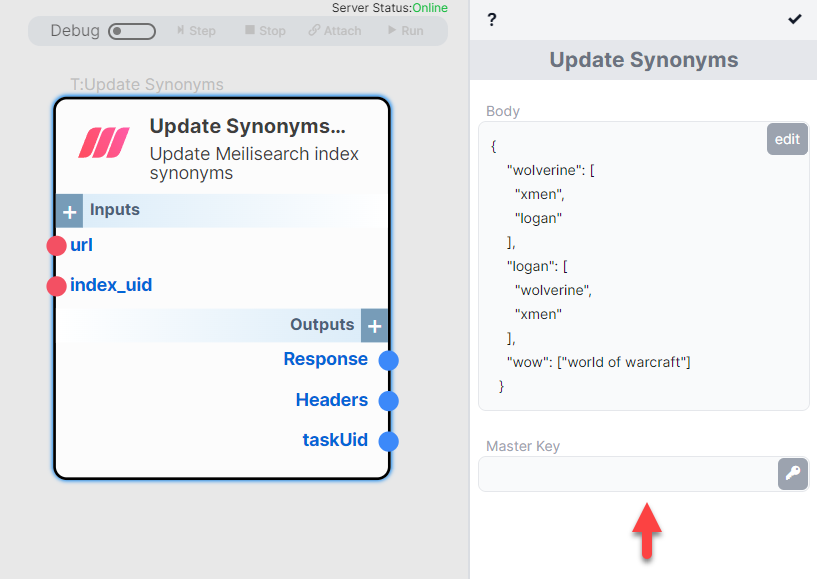 Server Status:Online
Debug Step Stop Attach Run
T:Update Synonyms
Update Synonyms...
Update Meilisearch index
synonyms
+ Inputs
url
index_uid
Outputs +
Response
Headers
taskUid
?
Update Synonyms
Body
edit
{
"wolverine": [
"xmen",
"logan"
],
"logan": [
"wolverine",
"xmen"
],
"wow": ["world of warcraft"]
}
Master Key